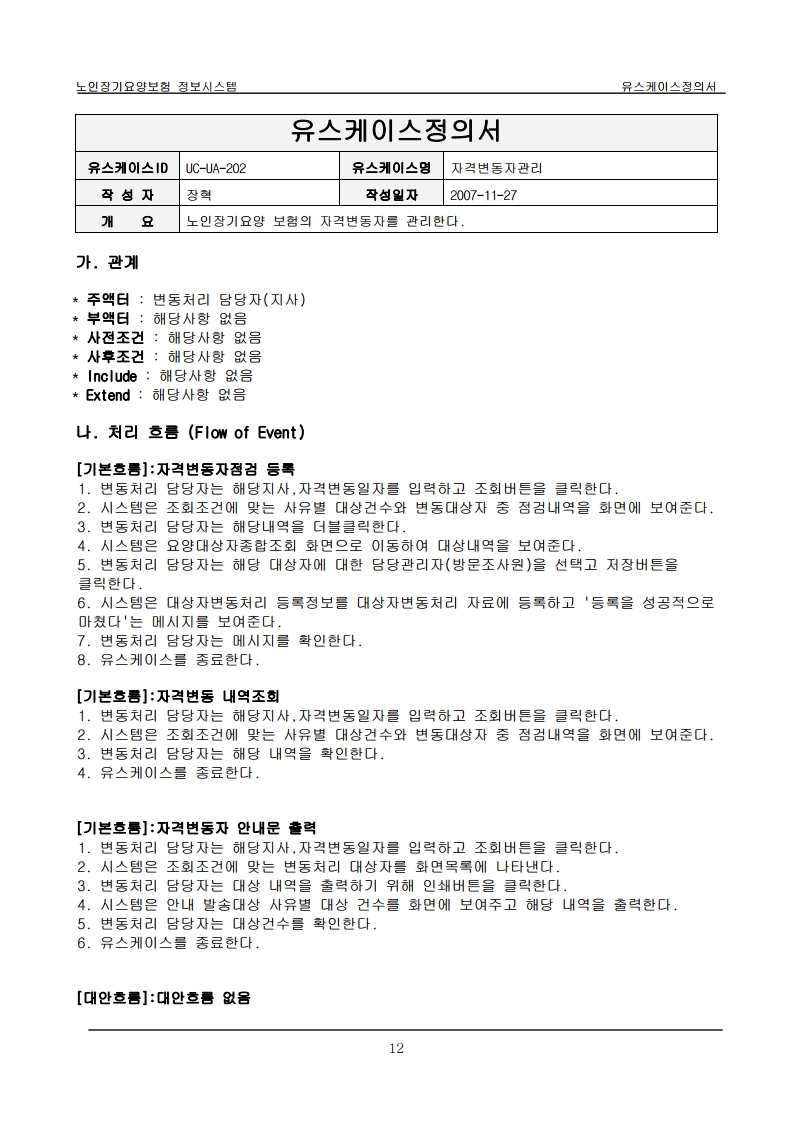 노인장기요양보험 정보시스템 유스케이스정의서
유스케이스정의서
유스케이스ID UC-UA-202 유스케이스명 자격변동자관리
작 성 자 장혁 작성일자 2007-11-27
개 요 노인장기요양 보험의 자격변동자를 관리한다.
가. 관계
* 주액터 : 변동처리 담당자(지사)
* 부액터 : 해당사항 없음
* 사전조건 : 해당사항 없음
* 사후조건 : 해당사항 없음
* Include : 해당사항 없음
* Extend : 해당사항 없음
나. 처리 흐름 (Flow of Event)
[기본흐름]:자격변동자점검 등록
1. 변동처리 담당자는 해당지사,자격변동일자를 입력하고 조회버튼을 클릭한다.
2. 시스템은 조회조건에 맞는 사유별 대상건수와 변동대상자 중 점검내역을 화면에 보여준다.
3. 변동처리 담당자는 해당내역을 더블클릭한다.
4. 시스템은 요양대상자종합조회 화면으로 이동하여 대상내역을 보여준다.
5. 변동처리 담당자는 해당 대상자에 대한 담당관리자(방문조사원)을 선택고 저장버튼을
클릭한다.
6. 시스템은 대상자변동처리 등록정보를 대상자변동처리 자료에 등록하고 '등록을 성공적으로
마쳤다'는 메시지를 보여준다.
7. 변동처리 담당자는 메시지를 확인한다.
8. 유스케이스를 종료한다.
[기본흐름]:자격변동 내역조회
1. 변동처리 담당자는 해당지사,자격변동일자를 입력하고 조회버튼을 클릭한다.
2. 시스템은 조회조건에 맞는 사유별 대상건수와 변동대상자 중 점검내역을 화면에 보여준다.
3. 변동처리 담당자는 해당 내역을 확인한다.
4. 유스케이스를 종료한다.
[기본흐름]:자격변동자 안내문 출력
1. 변동처리 담당자는 해당지사,자격변동일자를 입력하고 조회버튼을 클릭한다.
2. 시스템은 조회조건에 맞는 변동처리 대상자를 화면목록에 나타낸다.
3. 변동처리 담당자는 대상 내역을 출력하기 위해 인쇄버튼을 클릭한다.
4. 시스템은 안내 발송대상 사유별 대상 건수를 화면에 보여주고 해당 내역을 출력한다.
5. 변동처리 담당자는 대상건수를 확인한다.
6. 유스케이스를 종료한다.
[대안흐름]:대안흐름 없음
12